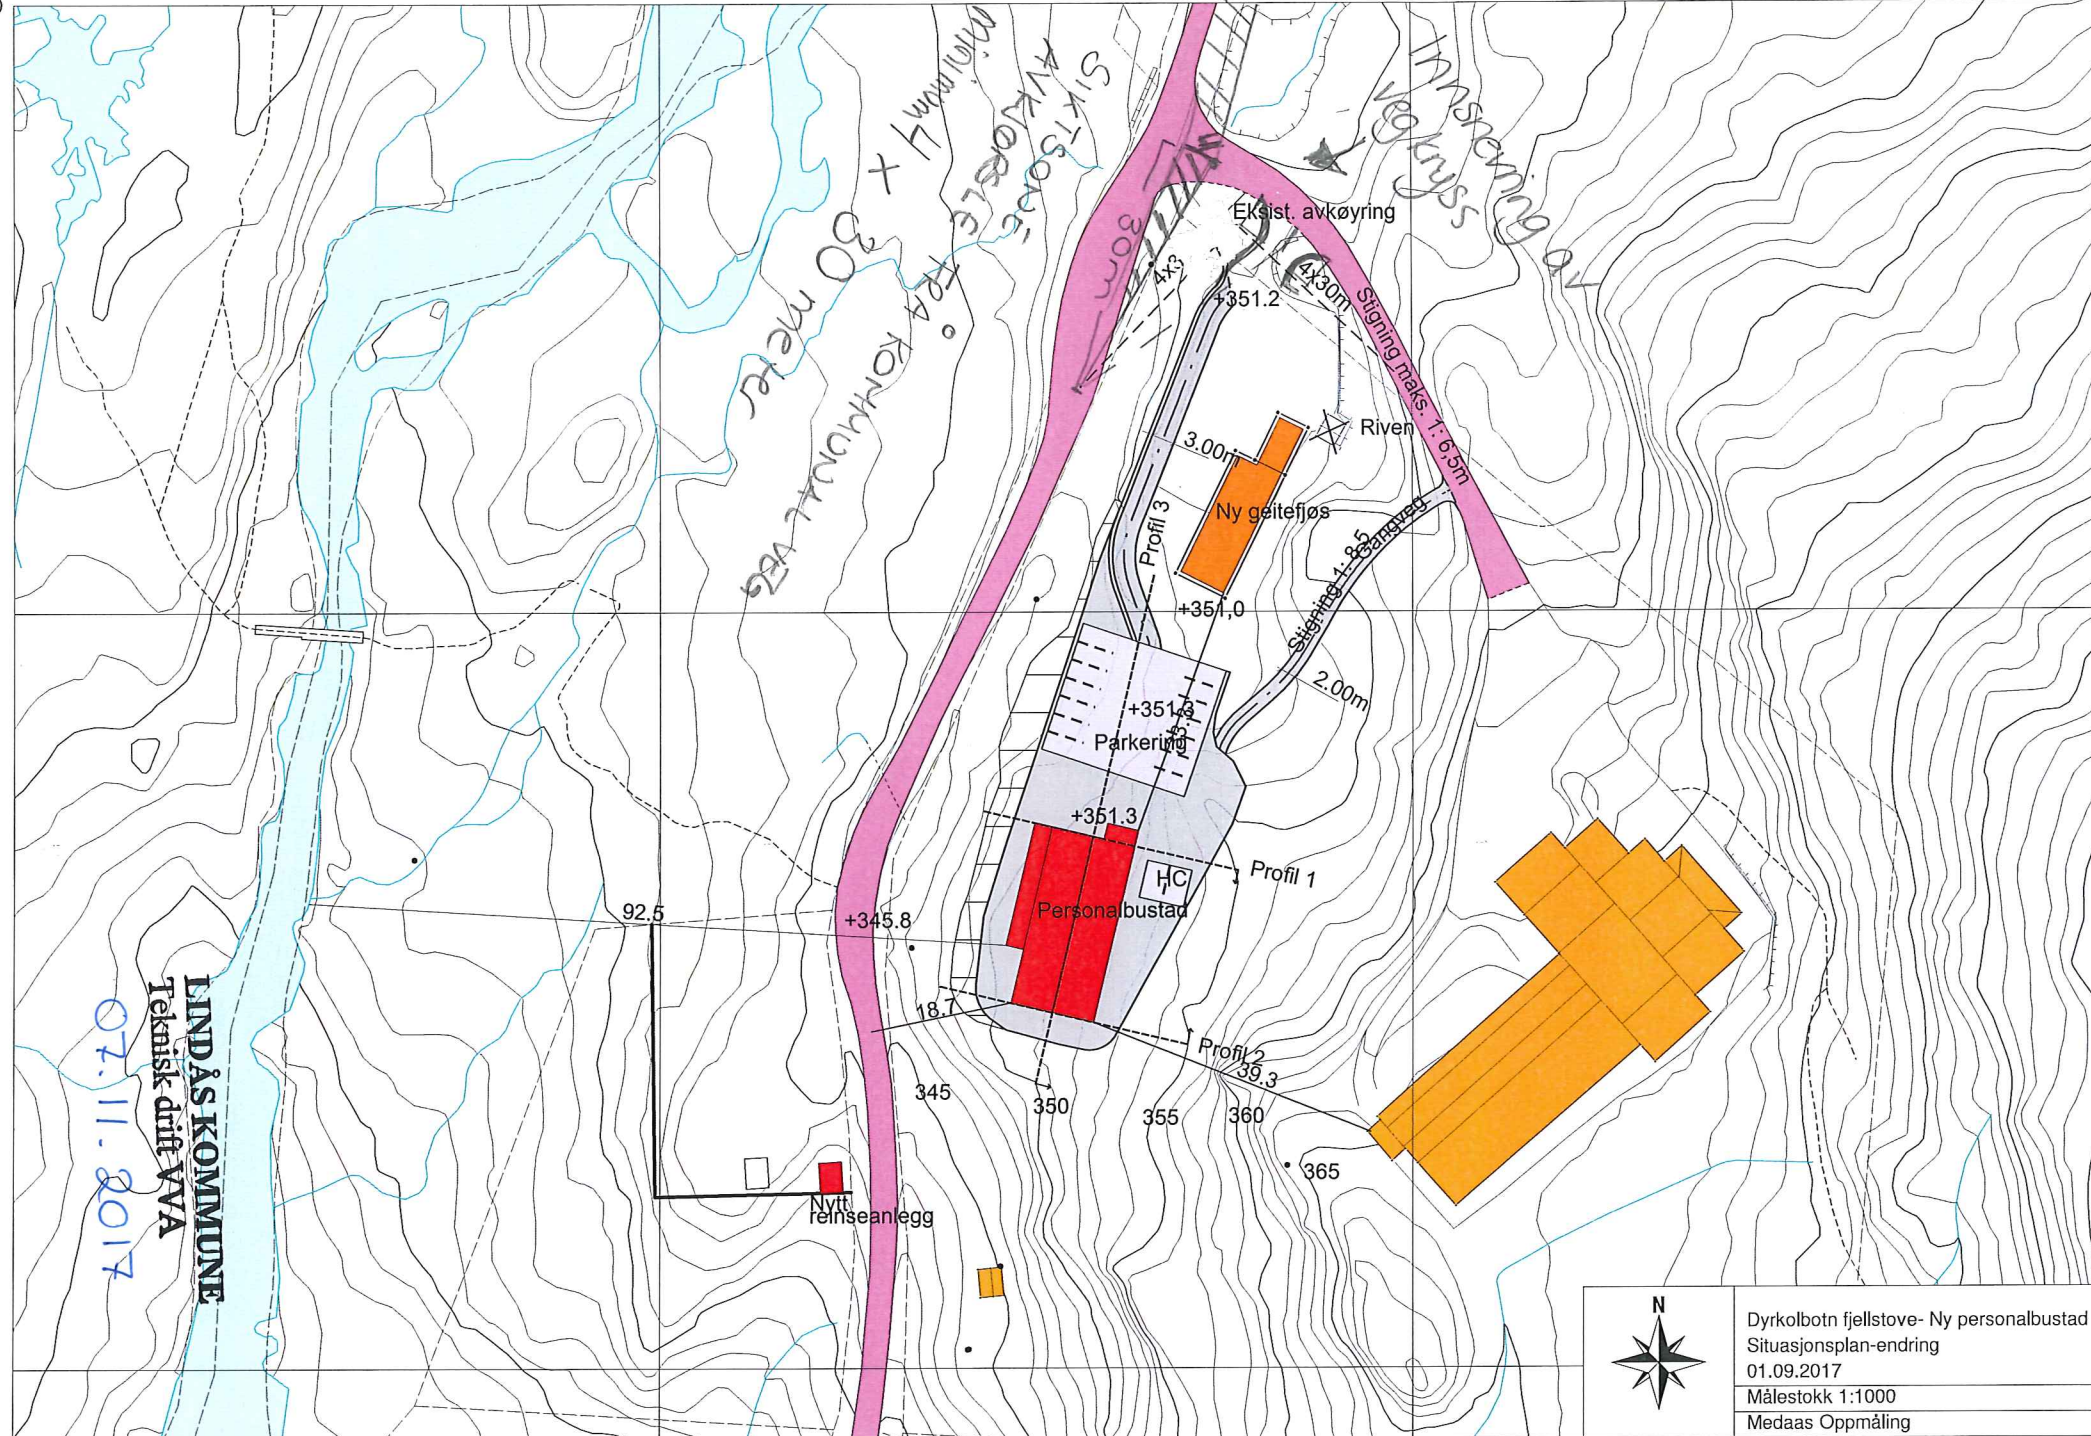 minimum 4 x 30 meter
SIKTSONE I
AVKJØRSLE FRÅ KOMMUNAL VEG
Innsnevring av
vegkryss
30m
Eksist. avkøyring
4x3
4x30m
+351.2
Stigning maks. 1: 6,5m
Riven
3.00m
Profil 3
Ny geitefjøs
+351,0
Stigning 1: 8.5
Gangveg
2.00m
+351.3
Parkering
+351.3
HC
Profil 1
Personalbustad
92.5
+345.8
18.7
Profil 2
39.3
345
350
355
360
365
Nytt
reinseanlegg
LINDÅS KOMMUNE
Teknisk drift VVA
07.11.2017
N
Dyrkolbotn fjellstove- Ny personalbustad
Situasjonsplan-endring
01.09.2017
Målestokk 1:1000
Medaas Oppmåling